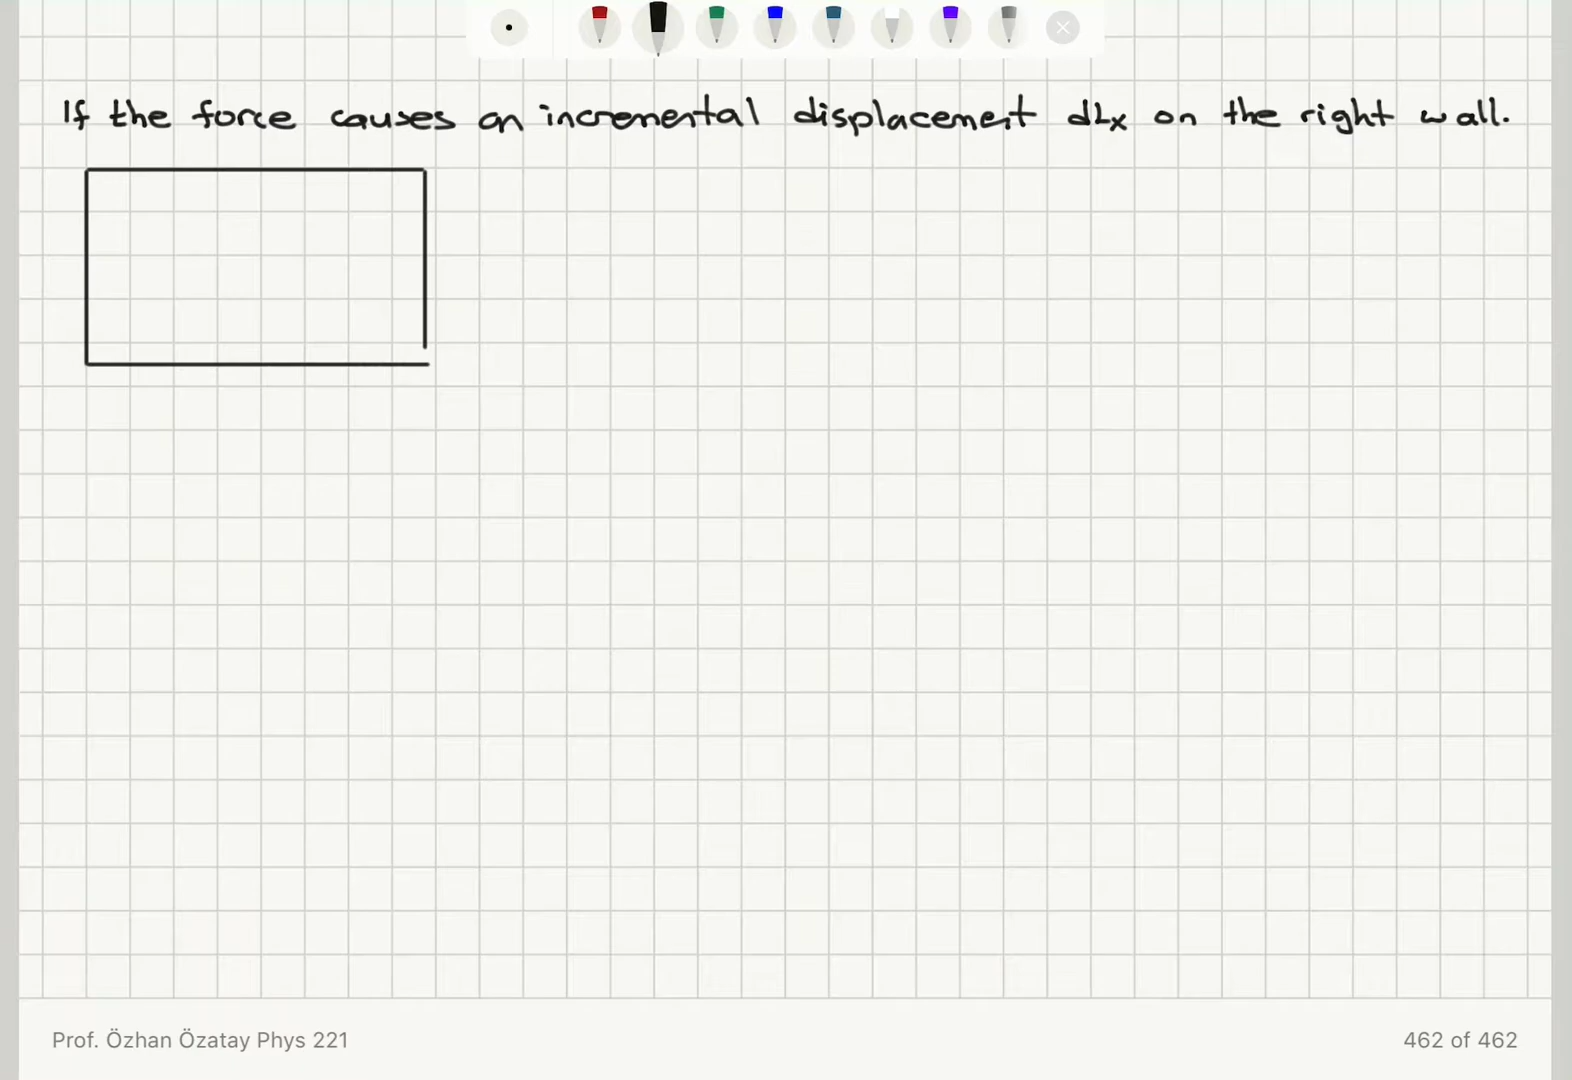 If the force causes an incremental displacement dLx on the right wall.
Prof. Özhan Özatay Phys 221
462 of 462